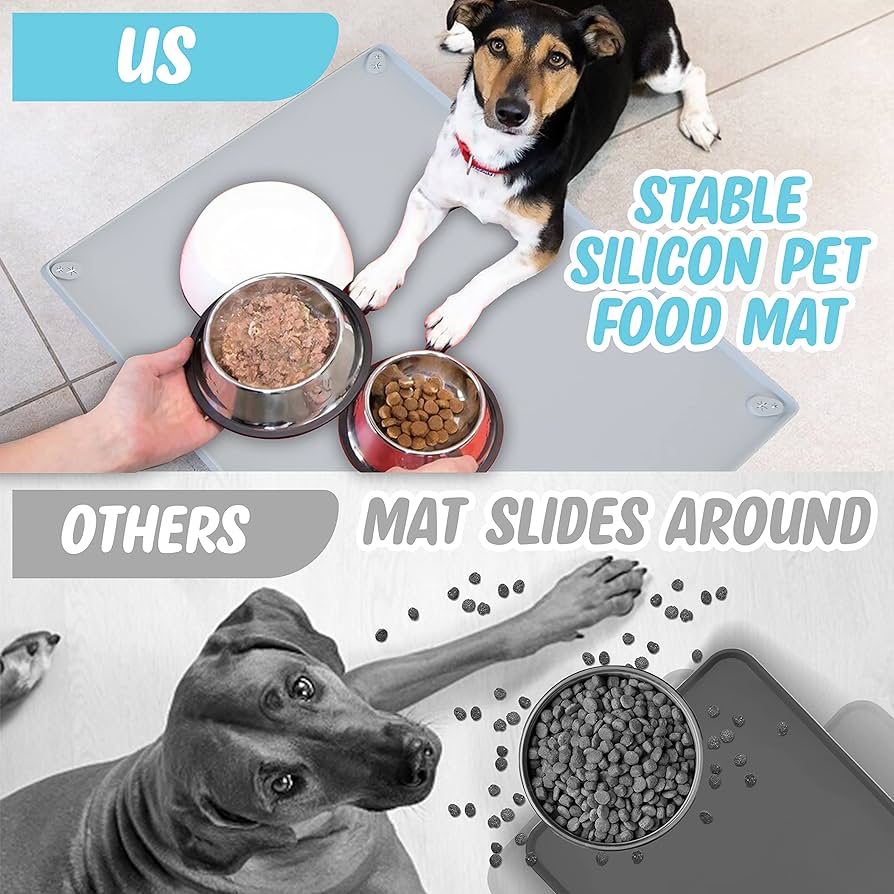 US
STABLE
SILICON PET
FOOD MAT
OTHERS
MAT SLIDES AROUND